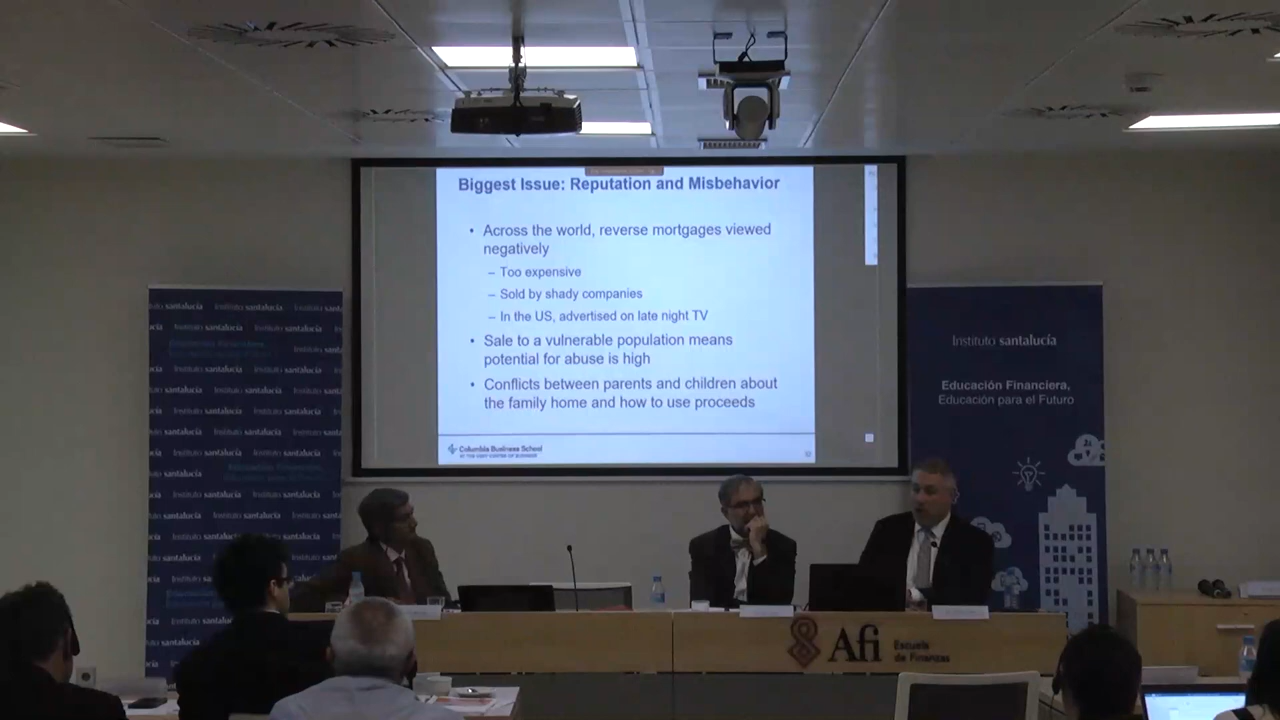 Biggest Issue: Reputation and Misbehavior
• Across the world, reverse mortgages viewed
negatively
– Too expensive
– Sold by shady companies
– In the US, advertised on late night TV
• Sale to a vulnerable population means
potential for abuse is high
• Conflicts between parents and children about
the family home and how to use proceeds
Columbia Business School
Instituto santalucía
Instituto santalucía
Educación Financiera,
Educación para el Futuro
Afi
Escuela
de Finanzas